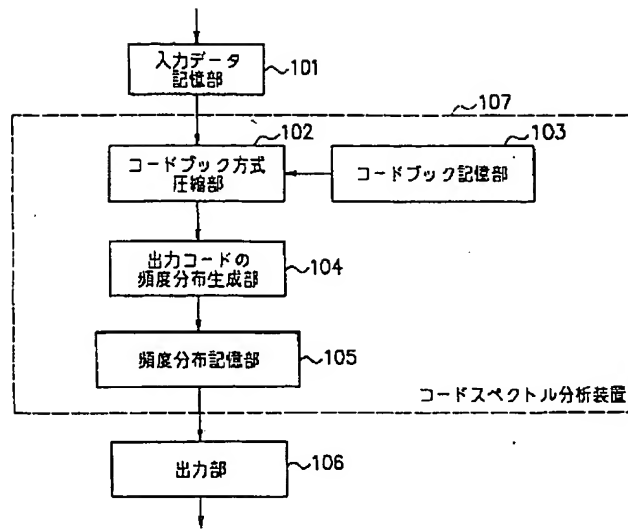 入力データ
記憶部
101
107
102
103
コードブック方式
圧縮部
コードブック記憶部
出力コードの
頻度分布生成部
104
頻度分布記憶部
105
コードスペクトル分析装置
出力部
106